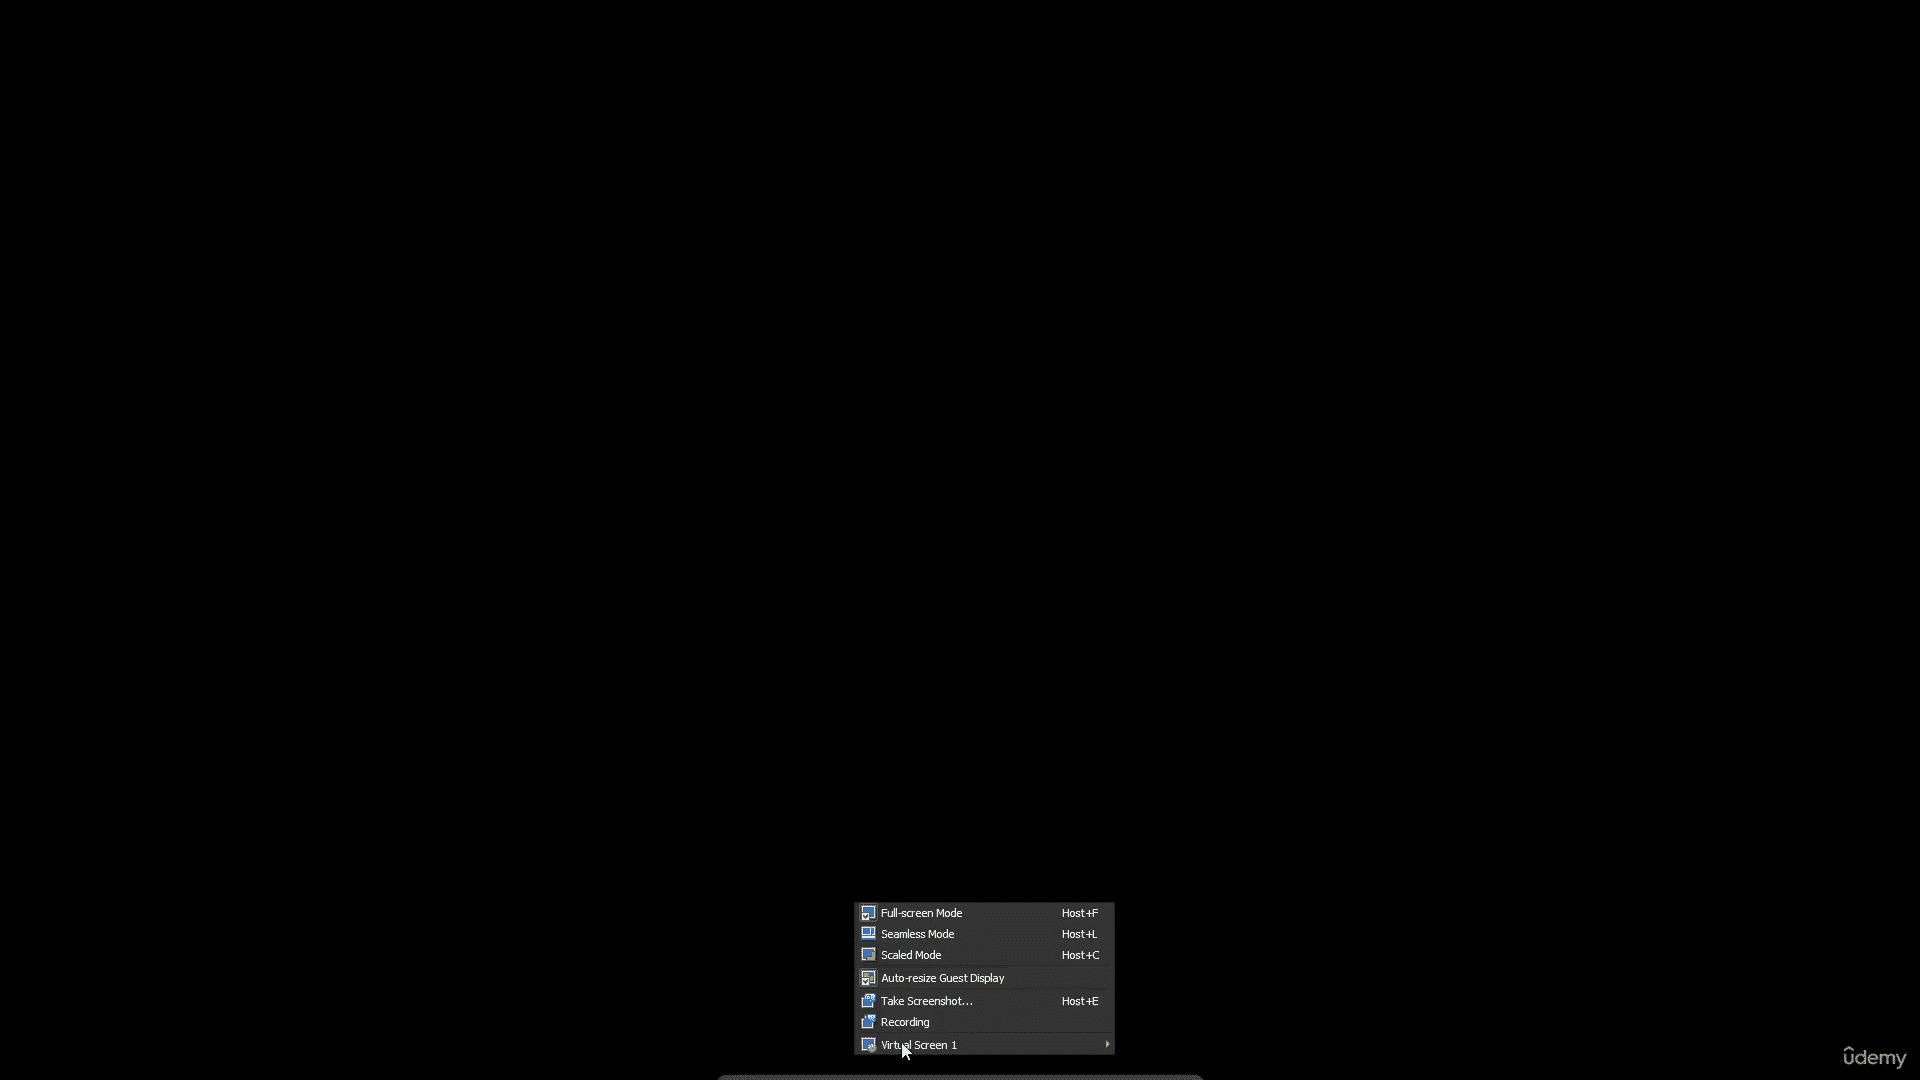 Full-screen Mode Host+F
Seamless Mode Host+L
Scaled Mode Host+C
Auto-resize Guest Display
Take Screenshot... Host+E
Recording
Virtual Screen 1
ûdemy